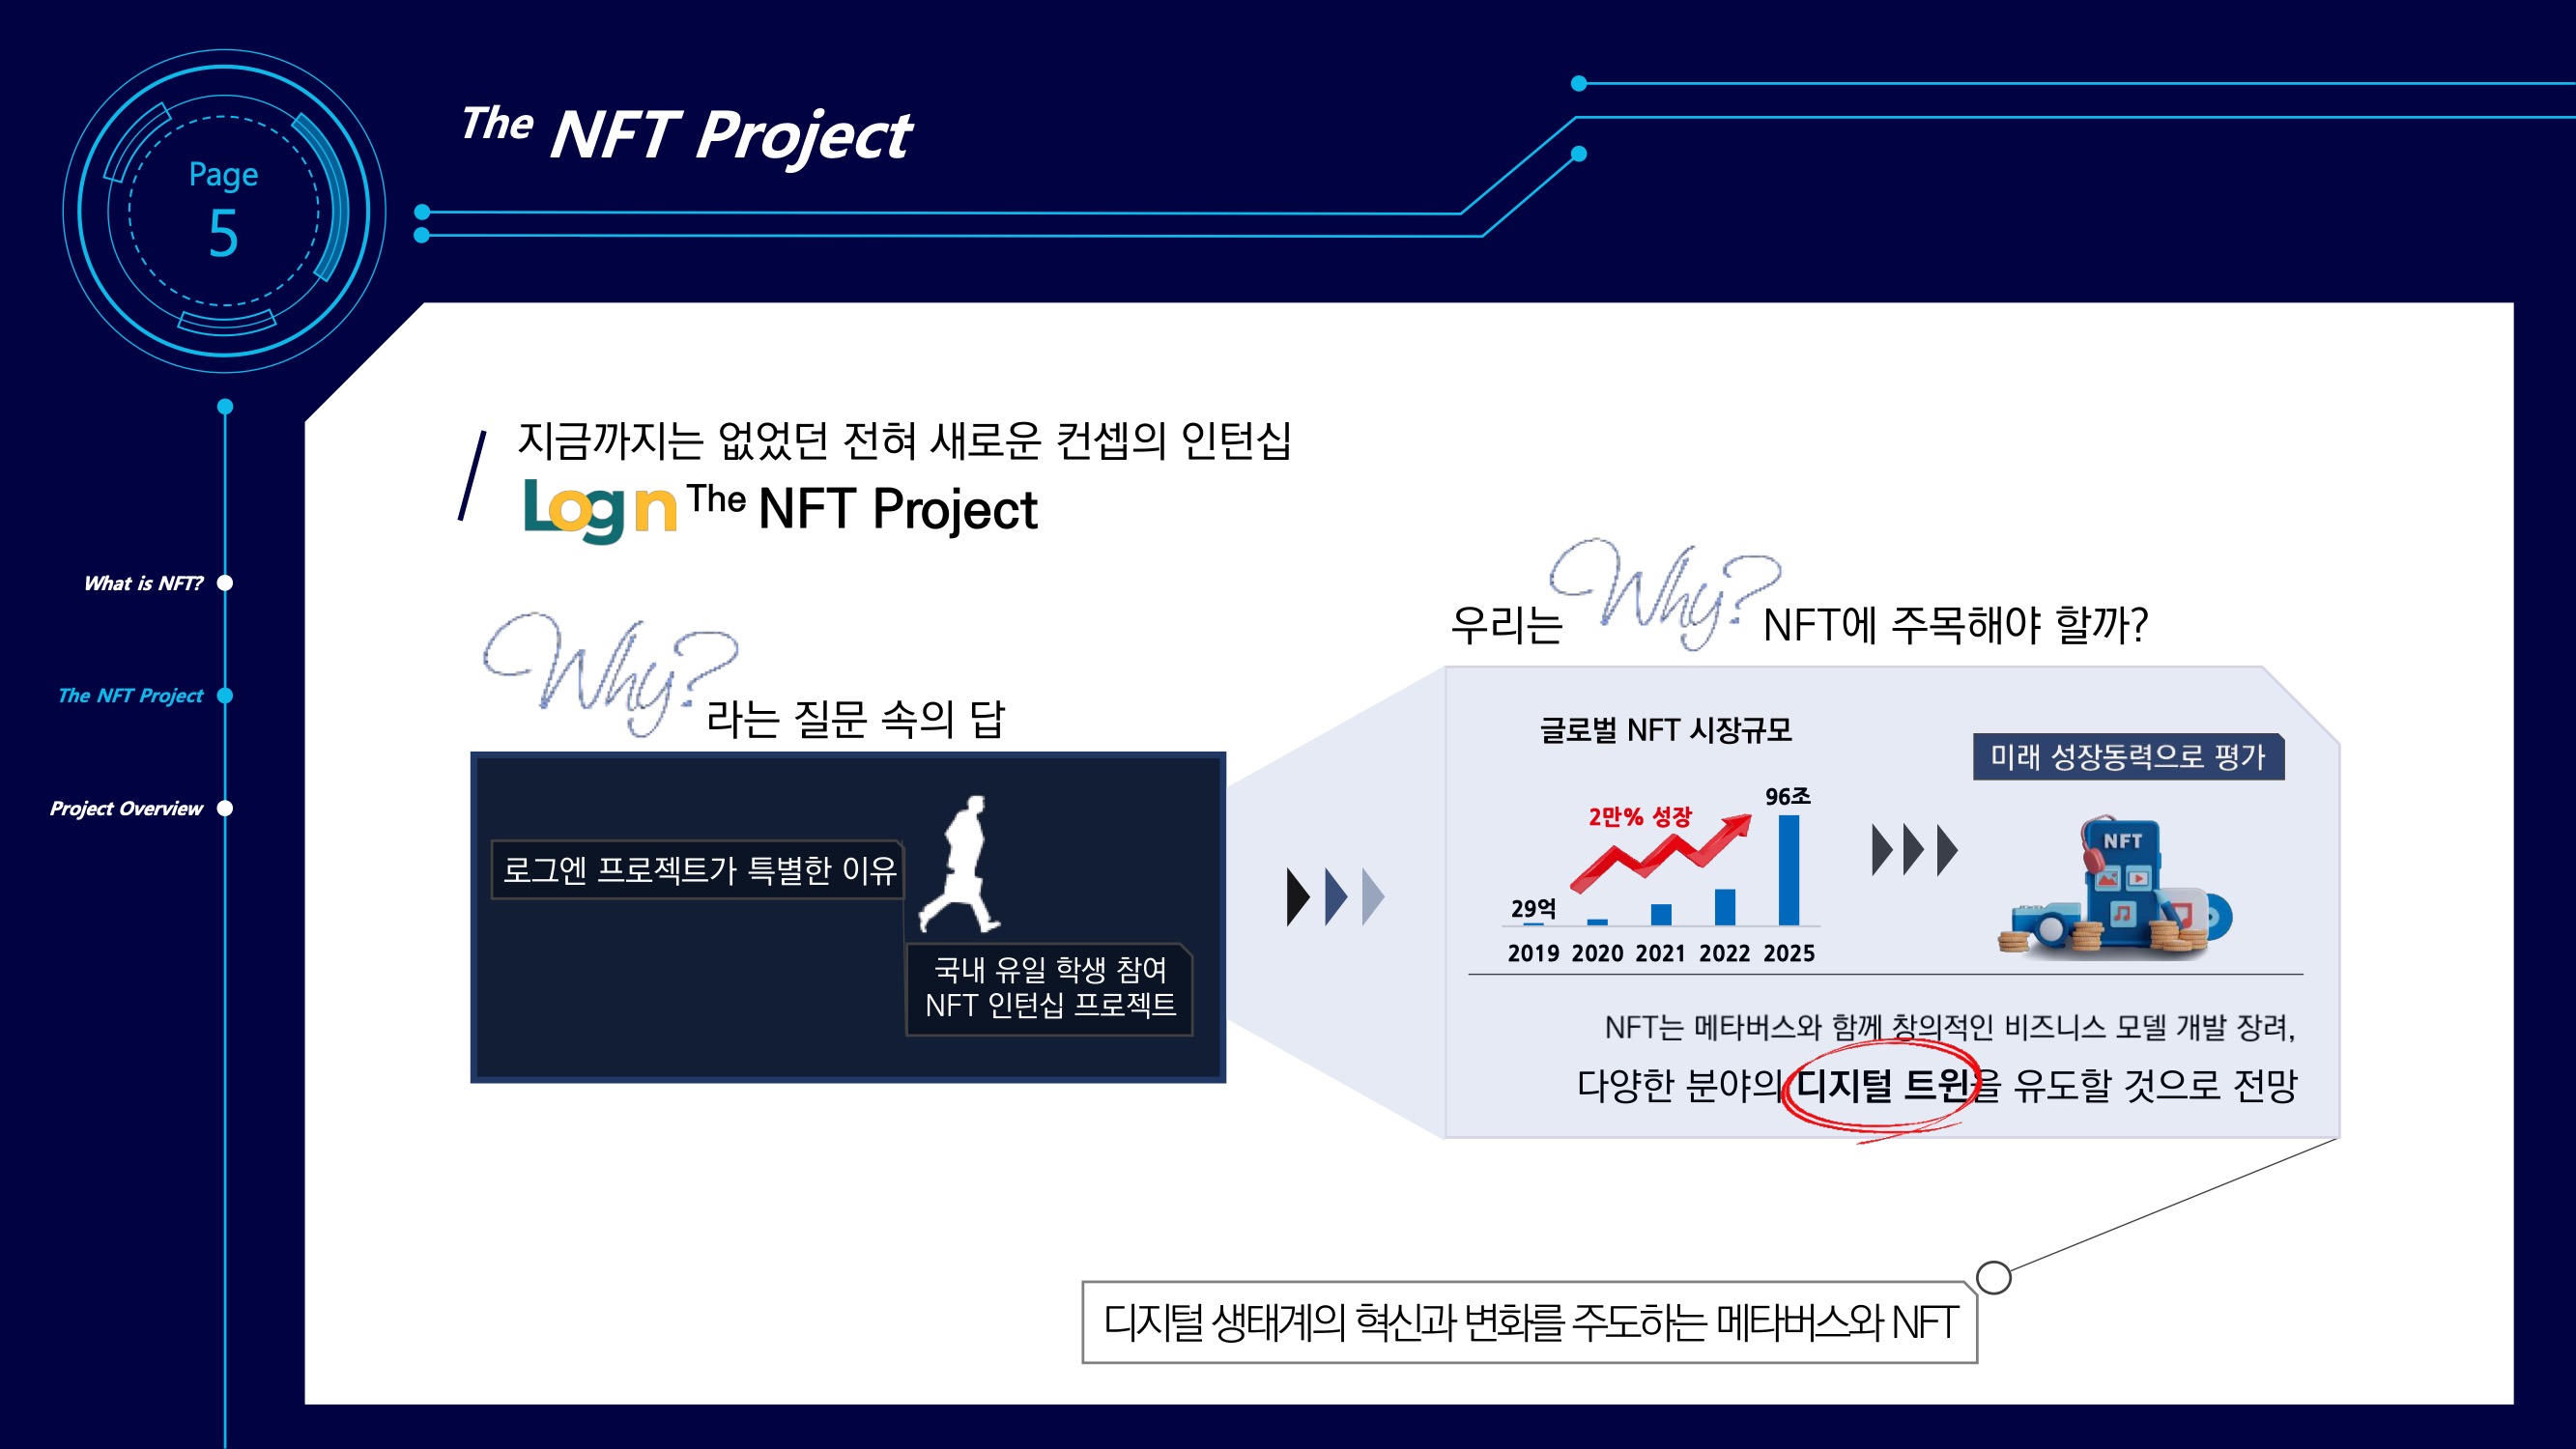 The NFT Project
Page
5
What is NFT?
The NFT Project
Project Overview
지금까지는 없었던 전혀 새로운 컨셉의 인턴십
Logn The NFT Project
Why? 라는 질문 속의 답
로그엔 프로젝트가 특별한 이유
국내 유일 학생 참여
NFT 인턴십 프로젝트
우리는 Why? NFT에 주목해야 할까?
글로벌 NFT 시장규모
2만% 성장
96조
29억
2019 2020 2021 2022 2025
미래 성장동력으로 평가
NFT
NFT는 메타버스와 함께 창의적인 비즈니스 모델 개발 장려,
다양한 분야의 디지털 트윈을 유도할 것으로 전망
디지털 생태계의 혁신과 변화를 주도하는 메타버스와 NFT